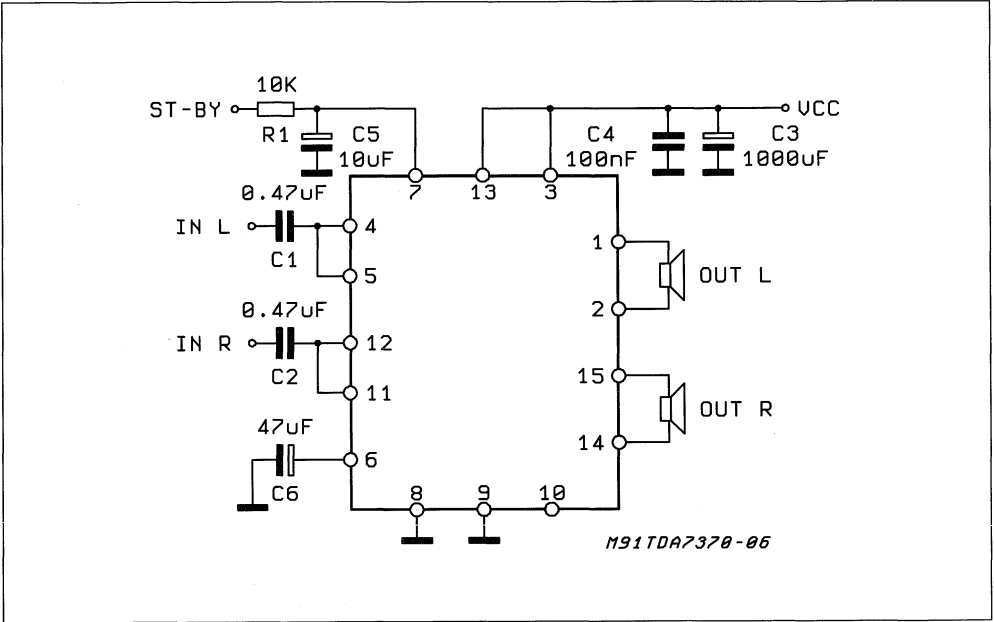 10K
ST-BY
R1
C5
10uF
C4
100nF
VCC
C3
1000uF
7
13
3
0.47uF
IN L
C1
4
5
1
2
OUT L
0.47uF
IN R
C2
12
11
15
14
OUT R
47uF
C6
6
8
9
10
M91TDA7370-06